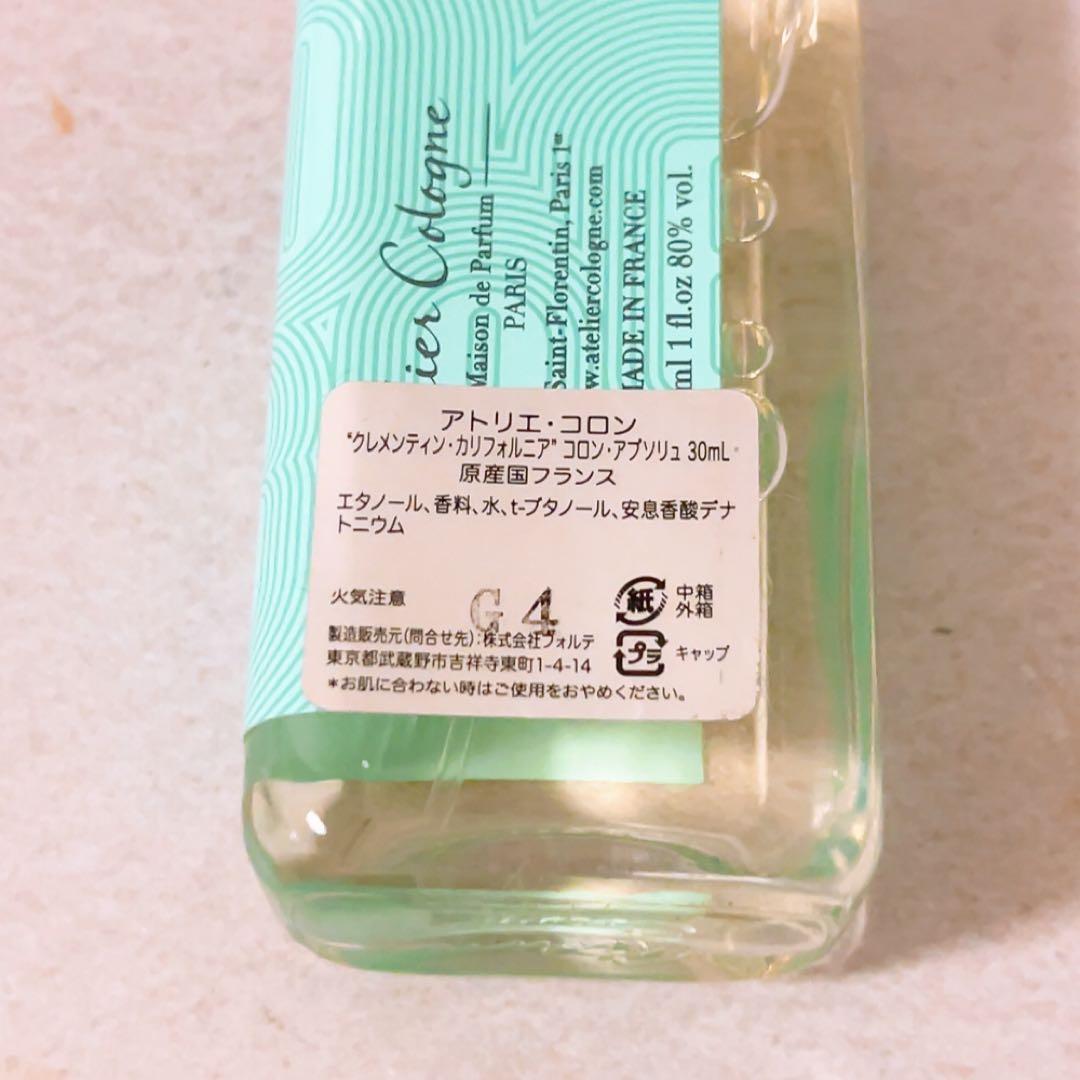 Cologne
Maison de Parfum
PARIS
Saint-Florentin, Paris 1er
.ateliercologne.com
MADE IN FRANCE
ml 1 fl.oz 80% vol.
アトリエ・コロン
“クレメンティン・カリフォルニア” コロン・アブソリュ 30mL
原産国フランス
エタノール、香料、水、t-ブタノール、安息香酸デナ
トニウム
火気注意
G 4
紙
中箱
外箱
製造販売元(問合せ先):株式会社フォルテ
プラ
キャップ
東京都武蔵野市吉祥寺東町1-4-14
*お肌に合わない時はご使用をおやめください。